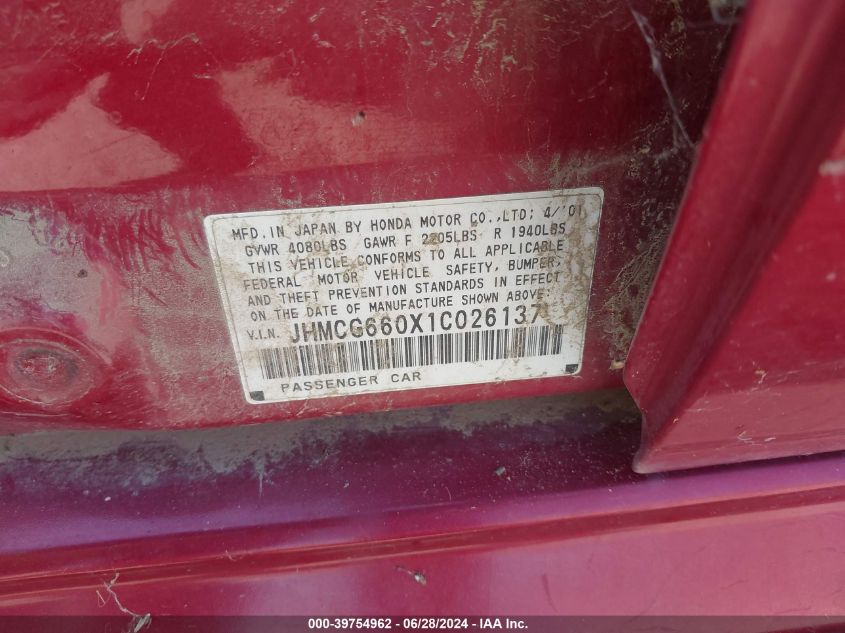 MFD. IN JAPAN BY HONDA MOTOR CO.,LTD; 4/'01
GVWR 4080LBS GAWR F 2205LBS R 1940LBS
THIS VEHICLE CONFORMS TO ALL APPLICABLE
FEDERAL MOTOR VEHICLE SAFETY, BUMPER,
AND THEFT PREVENTION STANDARDS IN EFFECT
ON THE DATE OF MANUFACTURE SHOWN ABOVE:
V.I.N. JHMCG660X1C026137
PASSENGER CAR
000-39754962 - 06/28/2024 - IAA Inc.